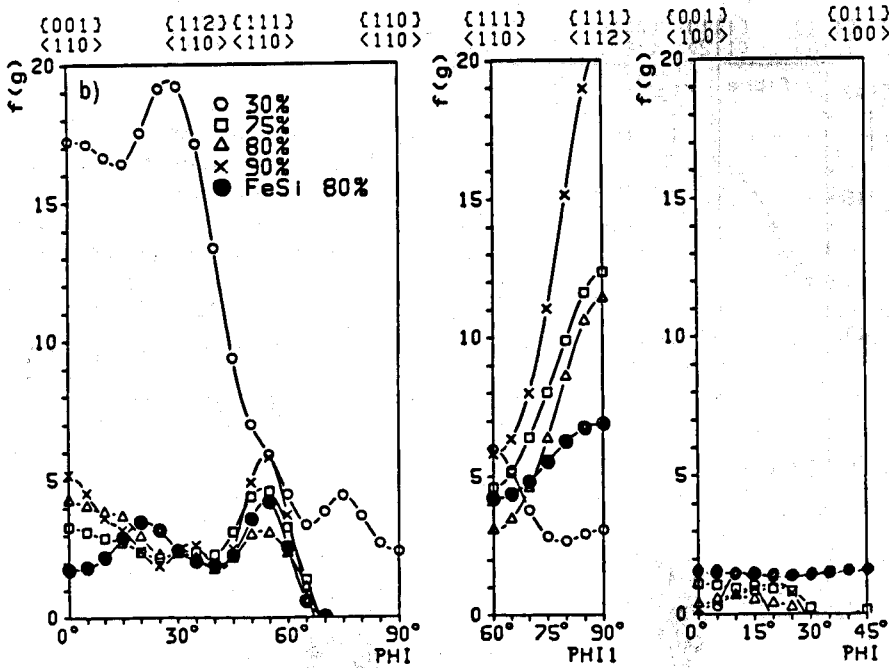 {001} {112} {111} {110}
<110> <110> <110> <110>
{111} {111}
<110> <112>
{001} {011}
<100> <100>
f(g)
20
15
10
5
0
b)
30%
75%
80%
90%
FeSi 80%
0° 30° 60° 90°
PHI
f(g)
20
15
10
5
0
60° 75° 90°
PHI1
f(g)
20
15
10
5
0
0° 15° 30° 45°
PHI